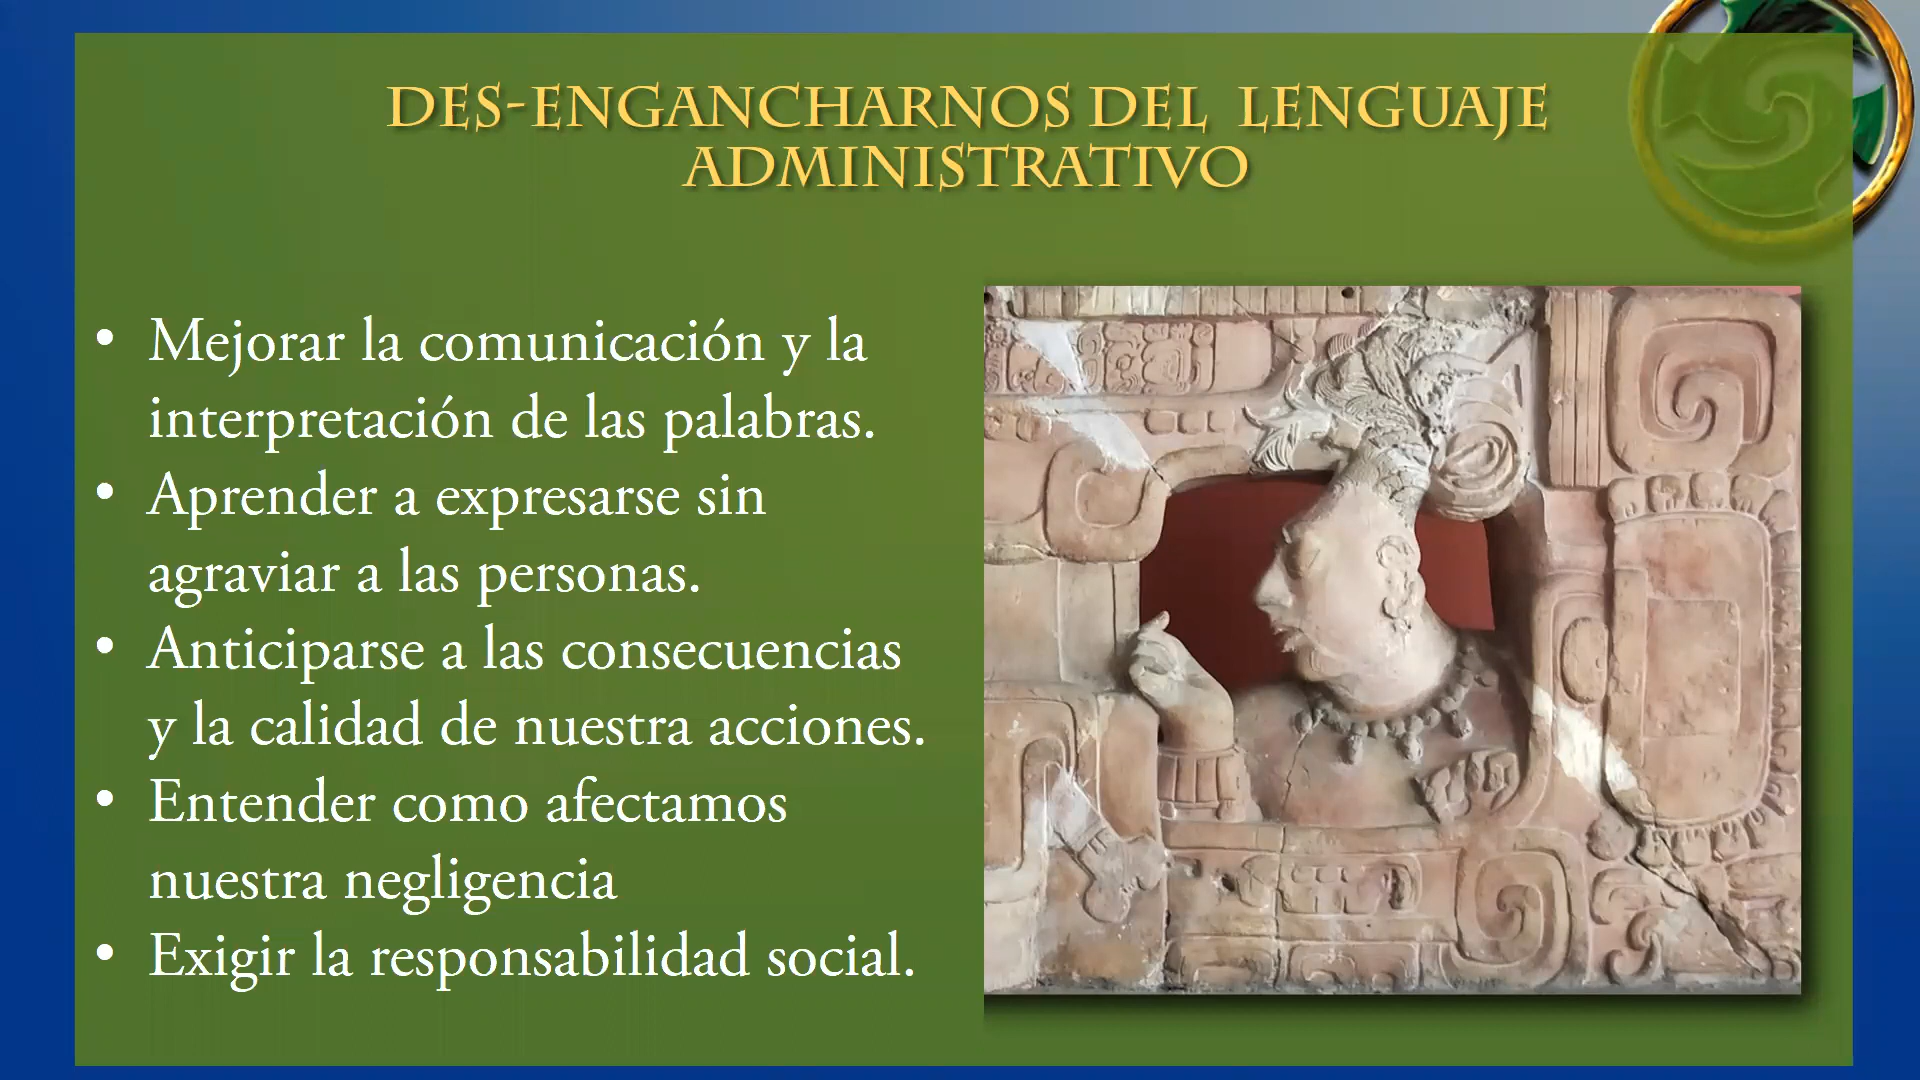 DES-ENGANCHARNOS DEL LENGUAJE
ADMINISTRATIVO
• Mejorar la comunicación y la
interpretación de las palabras.
• Aprender a expresarse sin
agraviar a las personas.
• Anticiparse a las consecuencias
y la calidad de nuestra acciones.
• Entender como afectamos
nuestra negligencia
• Exigir la responsabilidad social.